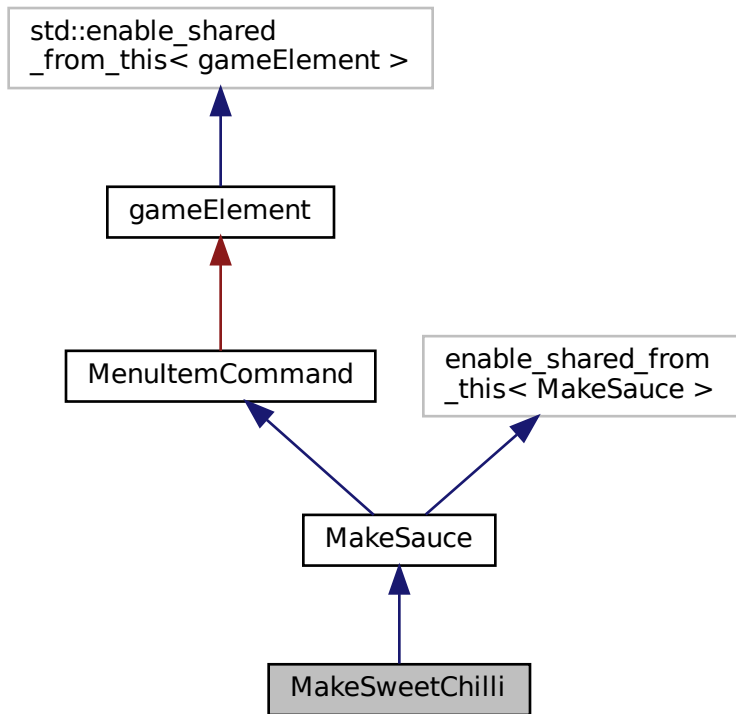 std::enable_shared
_from_this< gameElement >
gameElement
MenuItemCommand
enable_shared_from
_this< MakeSauce >
MakeSauce
MakeSweetChilli